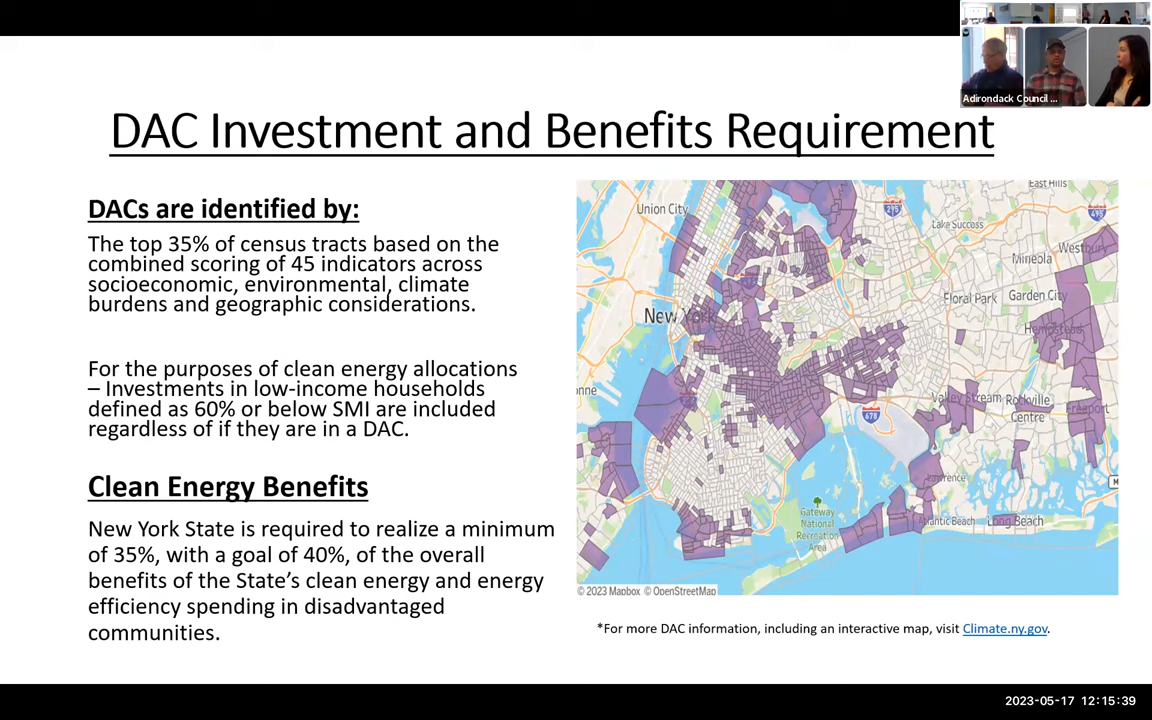 Adirondack Council ...
DAC Investment and Benefits Requirement
DACs are identified by:
The top 35% of census tracts based on the
combined scoring of 45 indicators across
socioeconomic, environmental, climate
burdens and geographic considerations.
For the purposes of clean energy allocations
– Investments in low-income households
defined as 60% or below SMI are included
regardless of if they are in a DAC.
Clean Energy Benefits
New York State is required to realize a minimum
of 35%, with a goal of 40%, of the overall
benefits of the State’s clean energy and energy
efficiency spending in disadvantaged
communities.
East Hills
Union City
295
495
Lake Success
Westbury
Mineola
Floral Park
Garden City
New York
Hempstead
onne
Valley Stream
Rockville
Centre
Freeport
678
Lawrence
M
Gateway
National
Recreation
Area
Atlantic Beach
Long Beach
© 2023 Mapbox © OpenStreetMap
*For more DAC information, including an interactive map, visit Climate.ny.gov.
2023-05-17 12:15:39